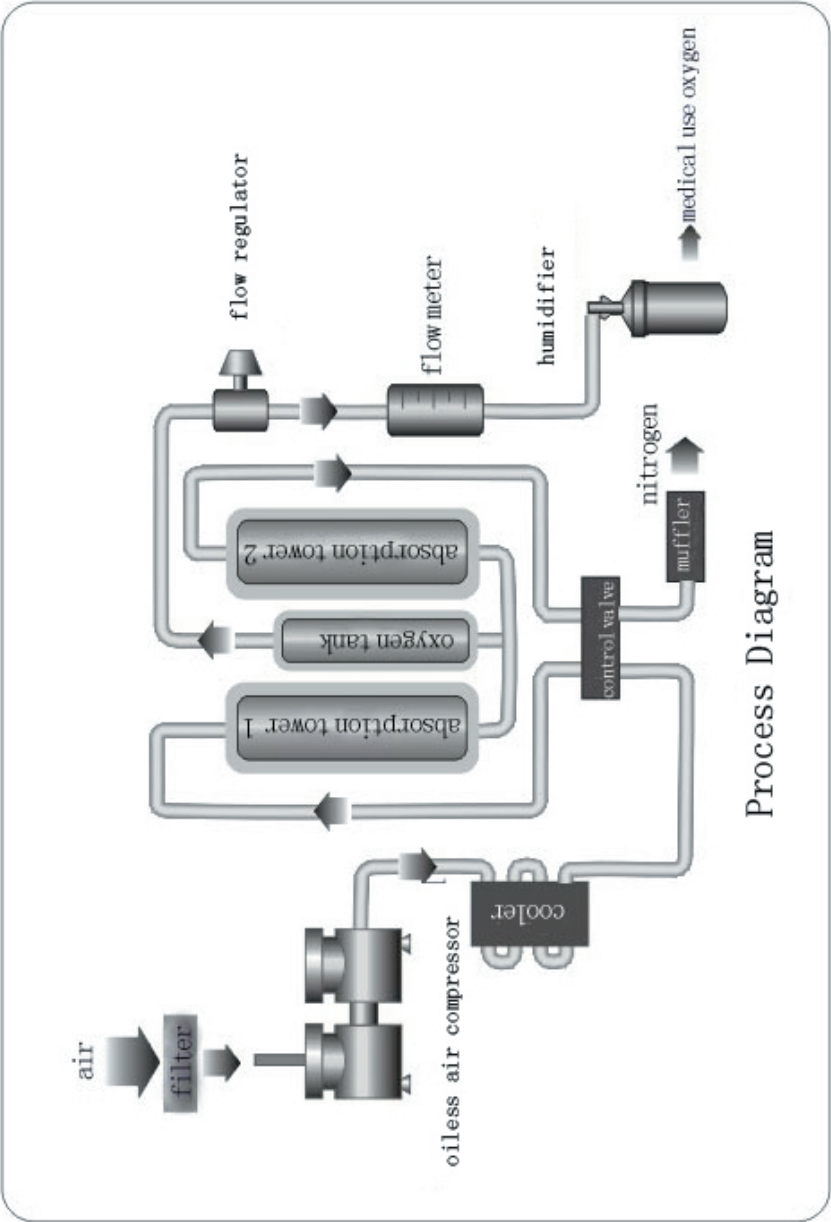 air
filter
oiless air compressor
cooler
absorption tower 1
oxygen tank
absorption tower 2
control valve
muffler
nitrogen
flow regulator
flow meter
humidifier
medical use oxygen
Process Diagram